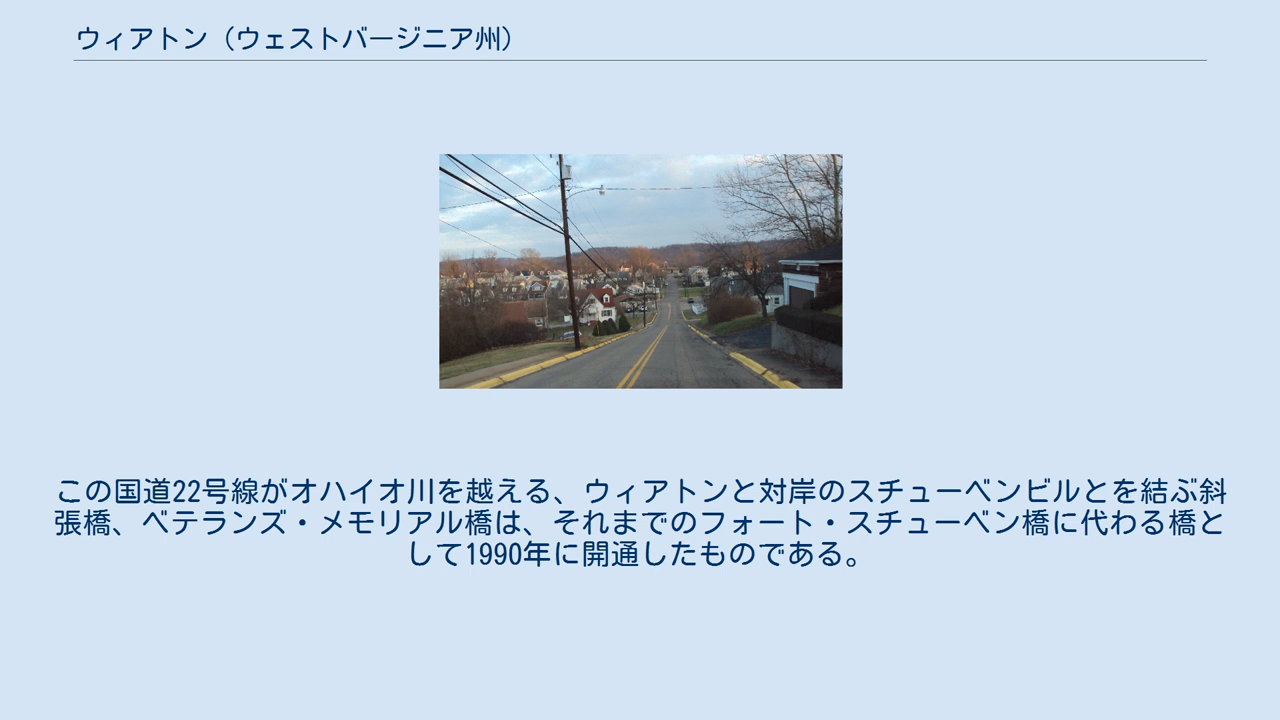 ウィアトン（ウェストバージニア州）
この国道22号線がオハイオ川を越える、ウィアトンと対岸のスチューベンビルとを結ぶ斜
張橋、ベテランズ・メモリアル橋は、それまでのフォート・スチューベン橋に代わる橋と
して1990年に開通したものである。